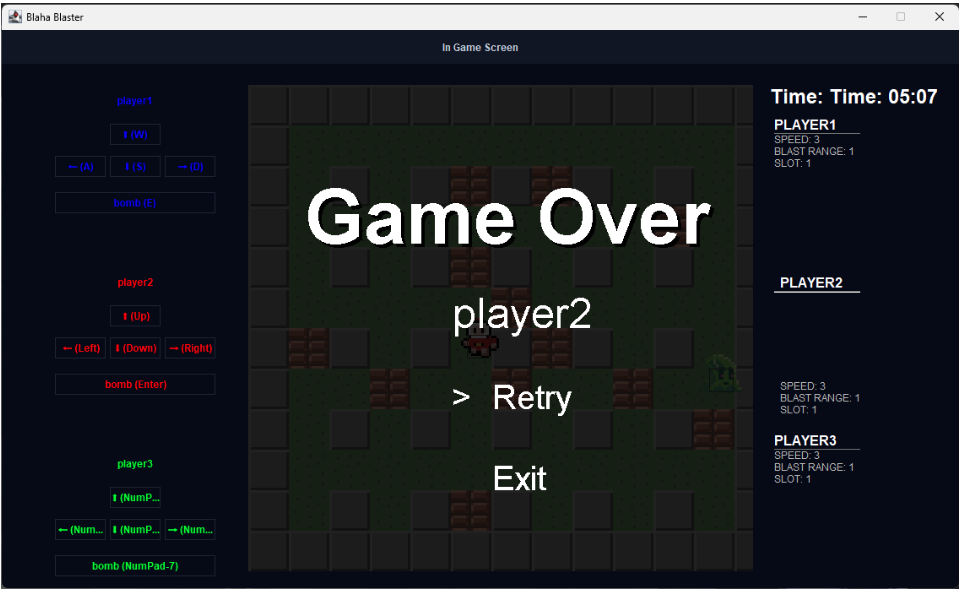 Blaha Blaster
In Game Screen
player1
⬆ (W)
← (A) ⬇ (S) → (D)
bomb (E)
player2
⬆ (Up)
← (Left) ⬇ (Down) → (Right)
bomb (Enter)
player3
⬆ (NumP...
← (Num... ⬇ (NumP... → (Num...
bomb (NumPad-7)
Game Over
player2
> Retry
Exit
Time: Time: 05:07
PLAYER1
SPEED: 3
BLAST RANGE: 1
SLOT: 1
PLAYER2
SPEED: 3
BLAST RANGE: 1
SLOT: 1
PLAYER3
SPEED: 3
BLAST RANGE: 1
SLOT: 1